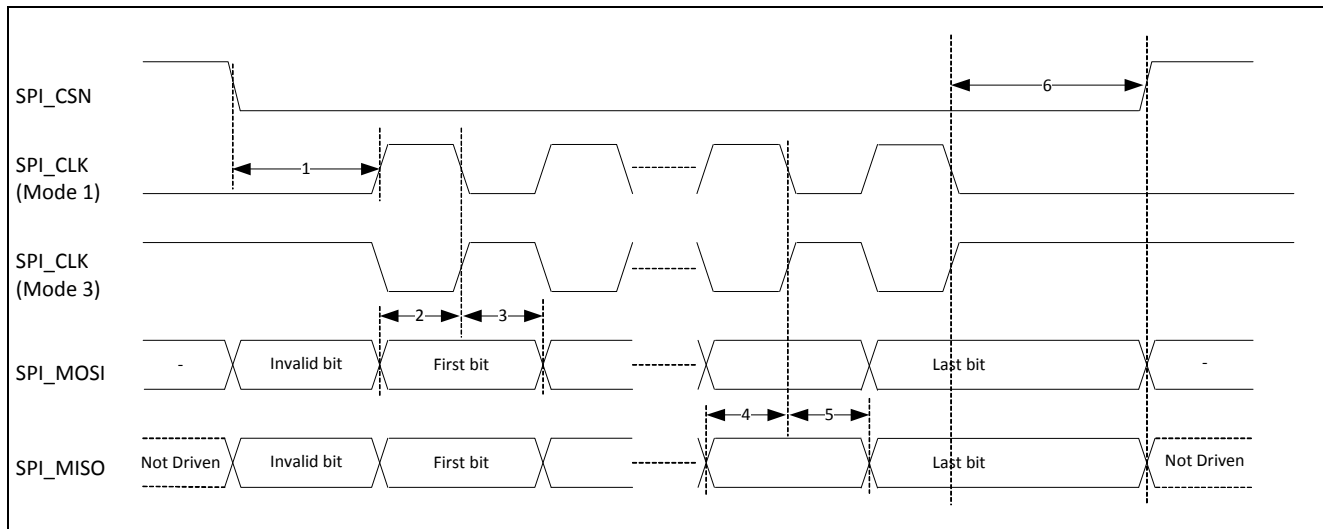 SPI_CSN
6
SPI_CLK
(Mode 1)
1
SPI_CLK
(Mode 3)
2 3
SPI_MOSI
- Invalid bit First bit Last bit -
4 5
SPI_MISO
Not Driven Invalid bit First bit Last bit Not Driven